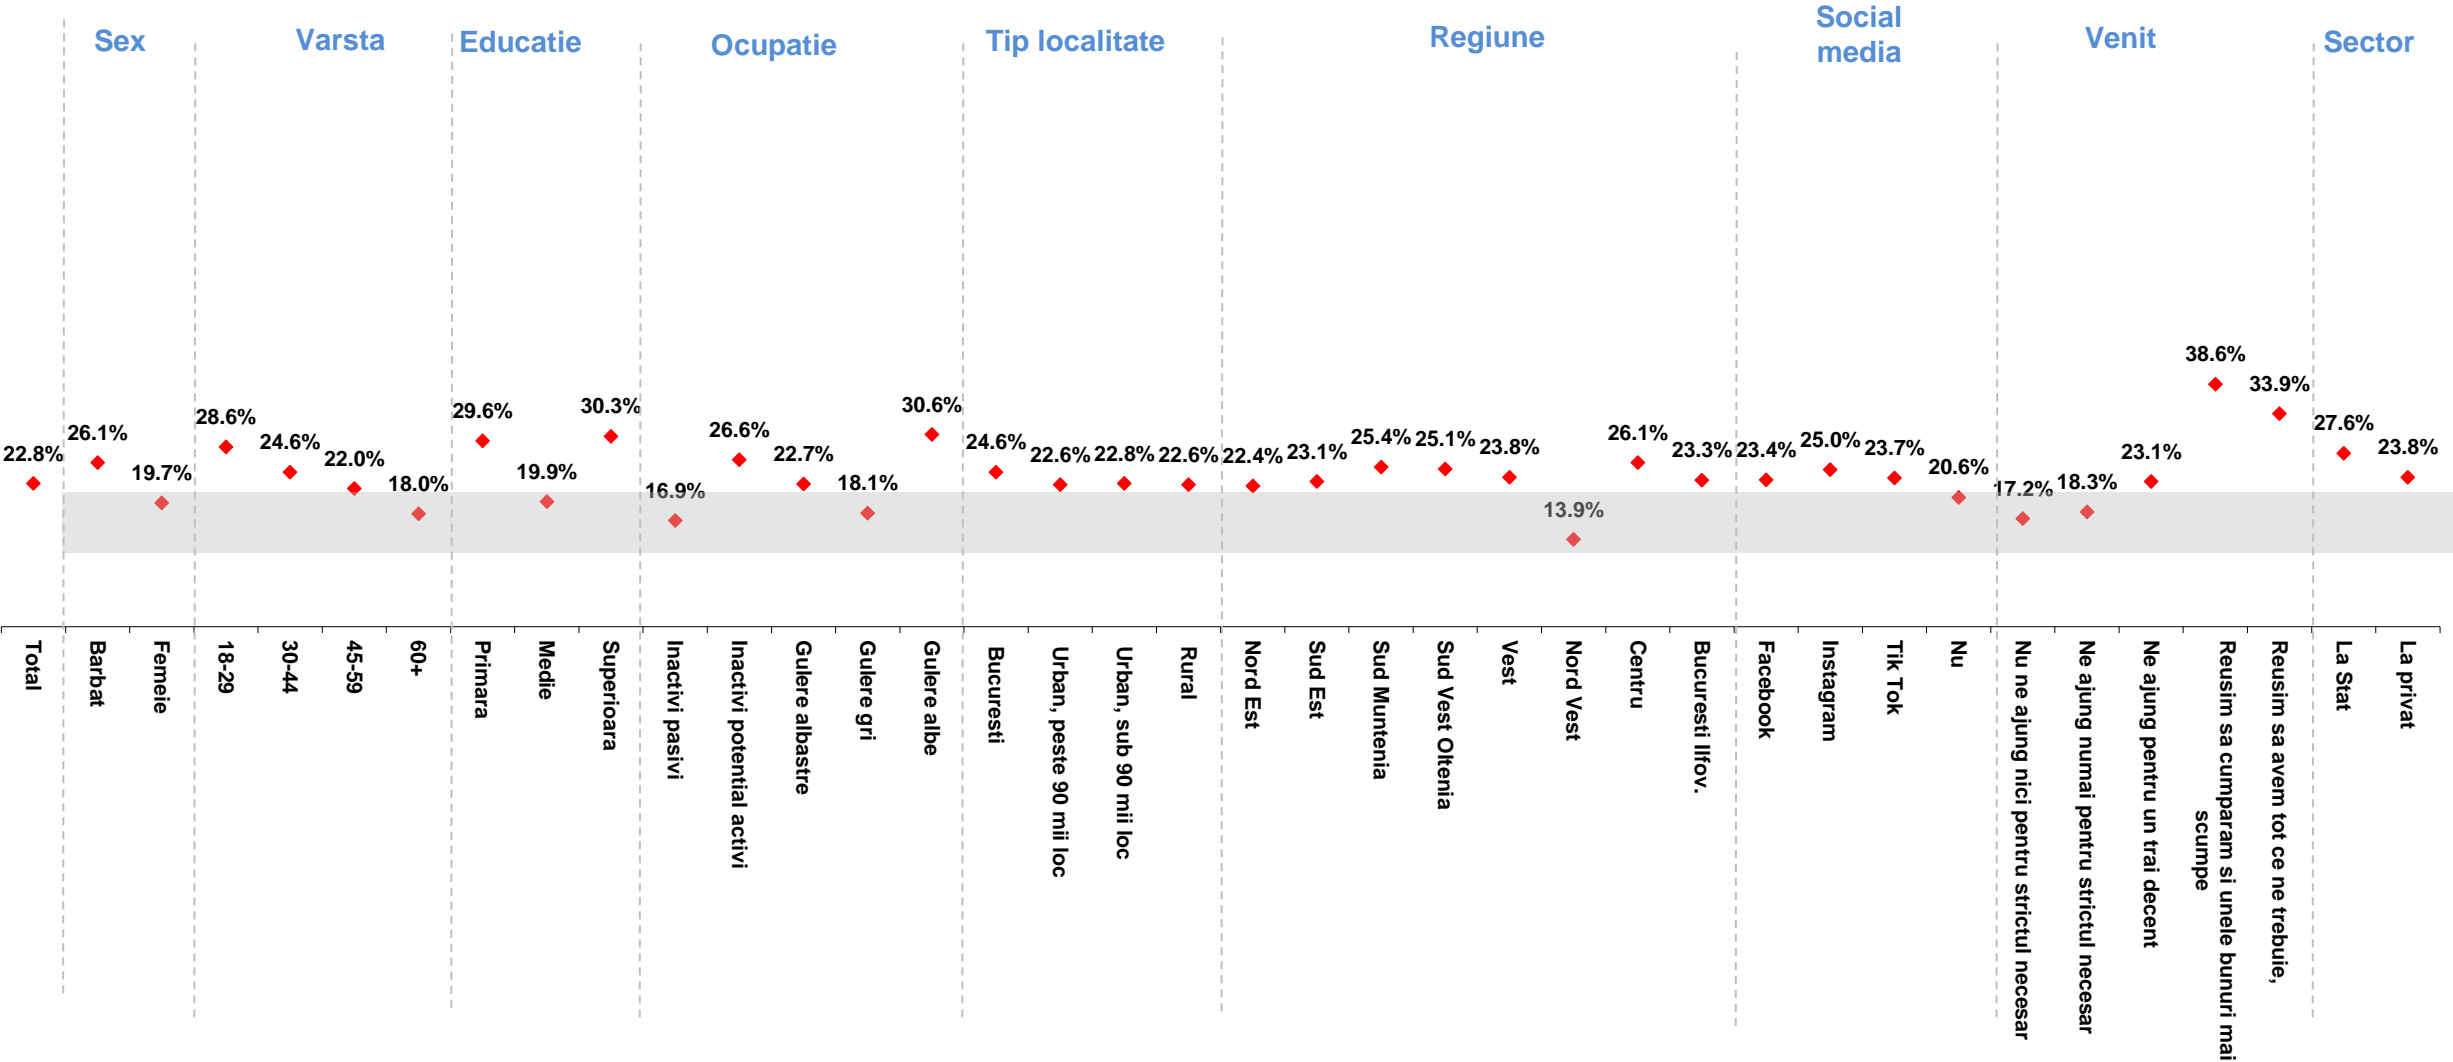 Sex
Varsta
Educatie
Ocupatie
Tip localitate
Regiune
Social
media
Venit
Sector
22.8%
26.1%
19.7%
28.6%
24.6%
22.0%
18.0%
29.6%
19.9%
30.3%
16.9%
26.6%
22.7%
18.1%
30.6%
24.6%
22.6%
22.8%
22.6%
22.4%
23.1%
25.4%
25.1%
23.8%
13.9%
26.1%
23.3%
23.4%
25.0%
23.7%
20.6%
17.2%
18.3%
23.1%
38.6%
33.9%
27.6%
23.8%
Total
Barbat
Femeie
18-29
30-44
45-59
60+
Primara
Medie
Superioara
Inactivi pasivi
Inactivi potential activi
Gulere albastre
Gulere gri
Gulere albe
Bucuresti
Urban, peste 90 mii loc
Urban, sub 90 mii loc
Rural
Nord Est
Sud Est
Sud Muntenia
Sud Vest Oltenia
Vest
Nord Vest
Centru
Bucuresti Ilfov.
Facebook
Instagram
Tik Tok
Nu
Nu ne ajung nici pentru strictul necesar
Ne ajung numai pentru strictul necesar
Ne ajung pentru un trai decent
Reusim sa cumparam si unele bunuri mai
scumpe
Reusim sa avem tot ce ne trebuie,
La Stat
La privat